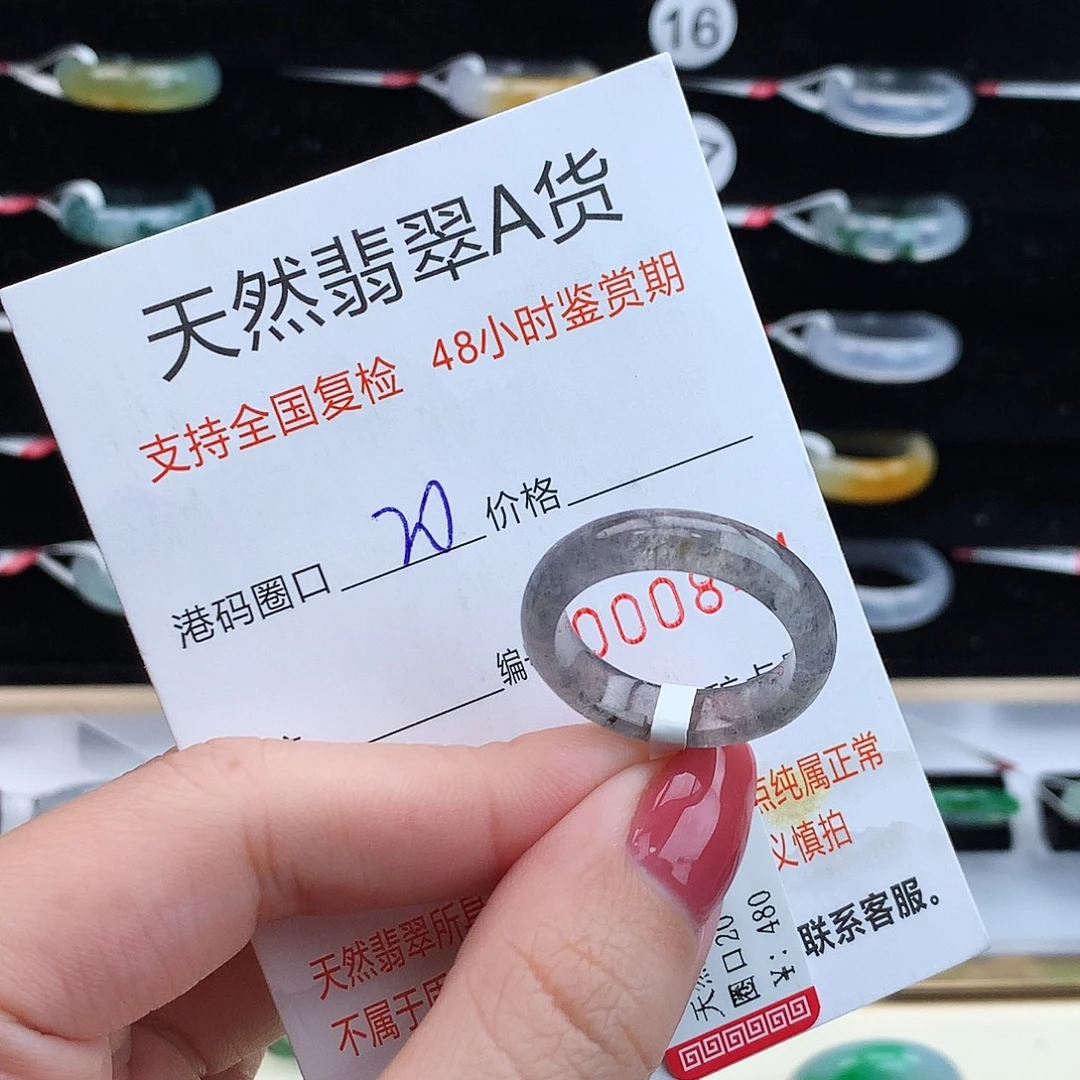 16
天然翡翠A货
支持全国复检 48小时鉴赏期
港码圈口 20 价格
0008
编
点纯属正常
义慎拍
天然翡翠所
不属于
联系客服。
圈口20
¥: 480